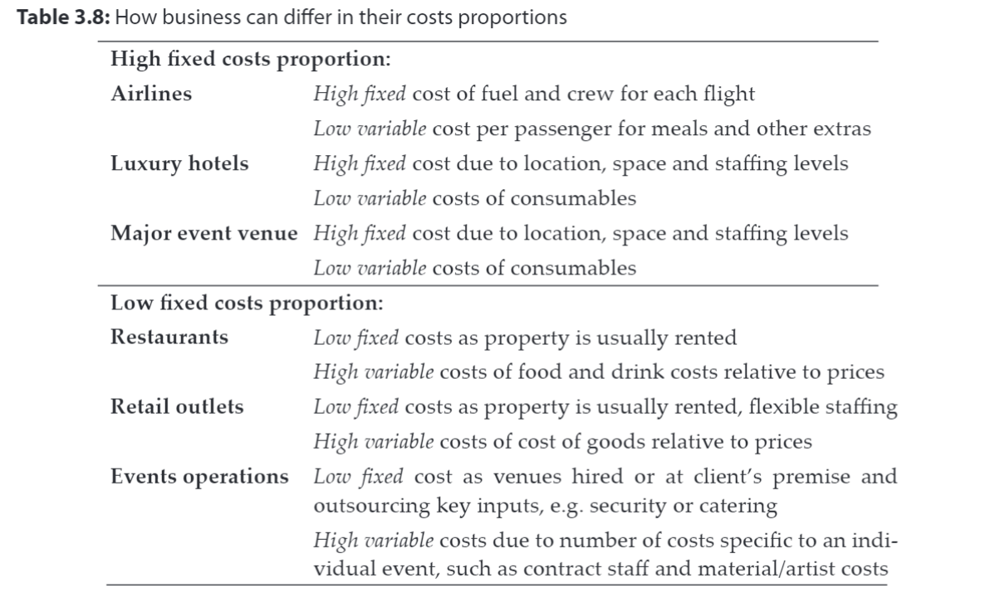 Table 3.8: How business can differ in their costs proportions
High fixed costs proportion:
Airlines High fixed cost of fuel and crew for each flight
Low variable cost per passenger for meals and other extras
Luxury hotels High fixed cost due to location, space and staffing levels
Low variable costs of consumables
Major event venue High fixed cost due to location, space and staffing levels
Low variable costs of consumables
Low fixed costs proportion:
Restaurants Low fixed costs as property is usually rented
High variable costs of food and drink costs relative to prices
Retail outlets Low fixed costs as property is usually rented, flexible staffing
High variable costs of cost of goods relative to prices
Events operations Low fixed cost as venues hired or at client’s premise and
outsourcing key inputs, e.g. security or catering
High variable costs due to number of costs specific to an indi-
vidual event, such as contract staff and material/artist costs